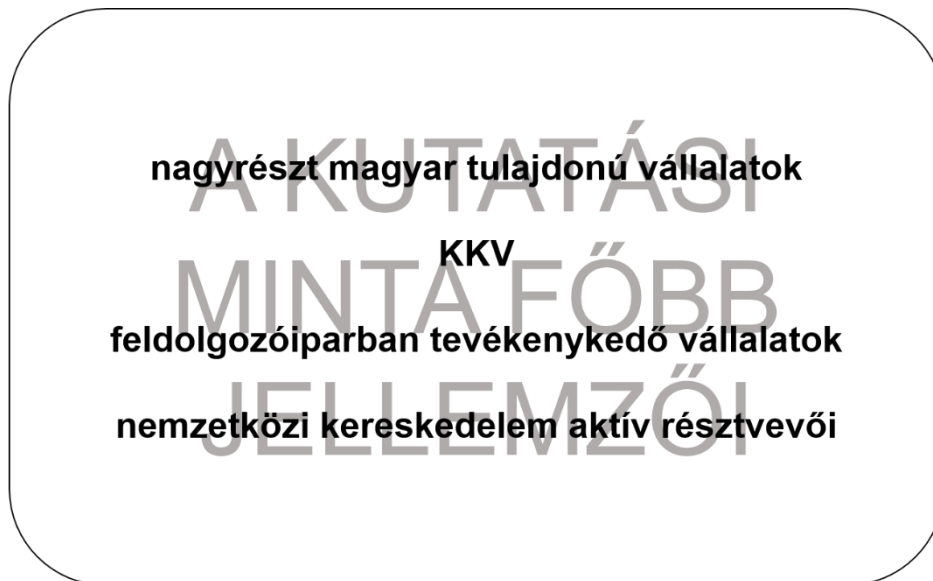 A KUTATÁSI
MINTA FŐBB
JELLEMZŐI
nagyrészt magyar tulajdonú vállalatok
KKV
feldolgozóiparban tevékenykedő vállalatok
nemzetközi kereskedelem aktív résztvevői